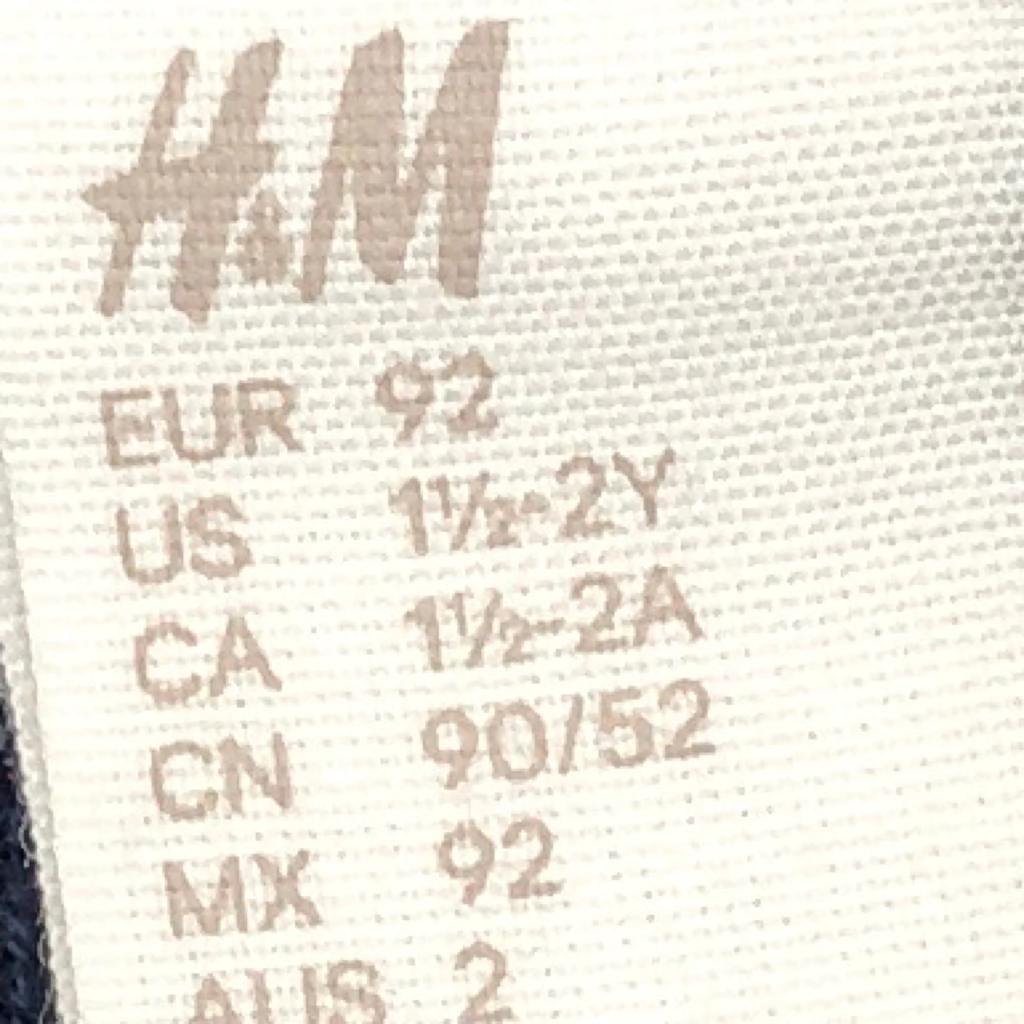 H&M
EUR 92
US 1½-2Y
CA 1½-2A
CN 90/52
MX 92
AUS 2